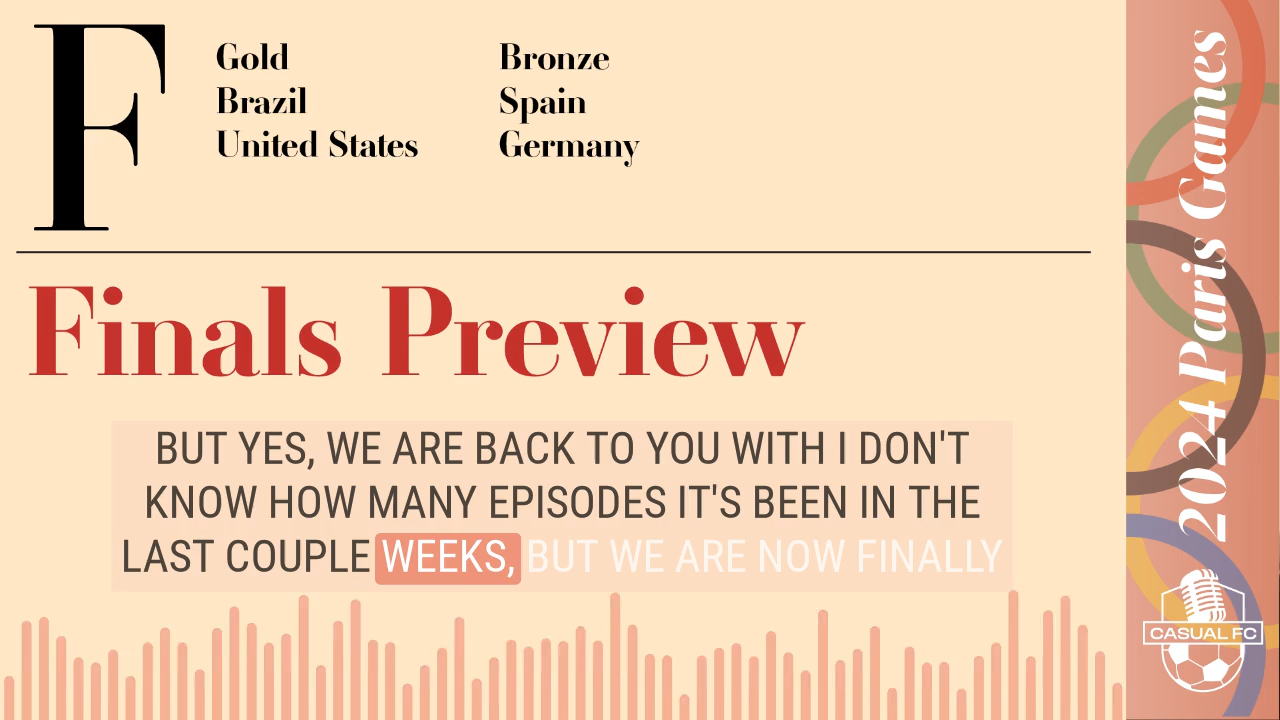 F
Gold
Brazil
United States
Bronze
Spain
Germany
Finals Preview
BUT YES, WE ARE BACK TO YOU WITH I DON'T
KNOW HOW MANY EPISODES IT'S BEEN IN THE
LAST COUPLE WEEKS, BUT WE ARE NOW FINALLY
2024 Paris Games
CASUAL FC